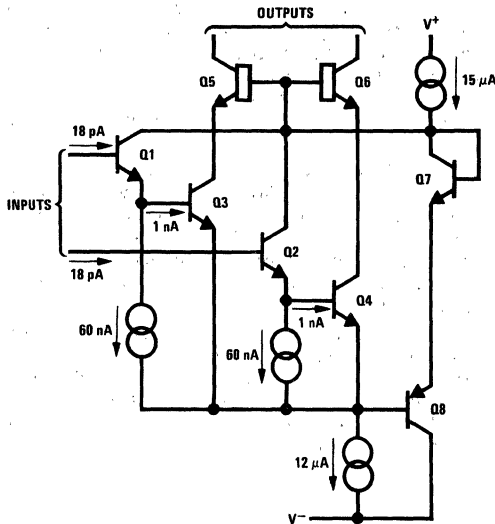 OUTPUTS
V+
Q5
Q6
15 μA
18 pA
Q1
Q7
Q3
INPUTS
1 nA
Q2
18 pA
Q4
60 nA
60 nA
1 nA
Q8
12 μA
V−